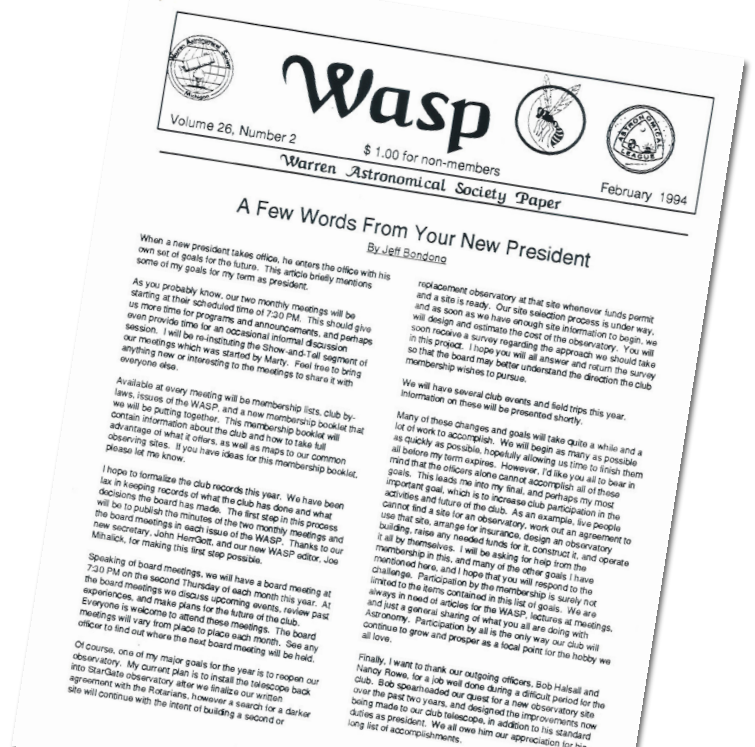 Warren Astronomical Society
Michigan
Wasp
ASTRONOMICAL
LEAGUE
Volume 26, Number 2
$ 1.00 for non-members
February 1994
Warren Astronomical Society Paper
A Few Words From Your New President
By Jeff Bondono
When a new president takes office, he enters the office with his
own set of goals for the future. This article briefly mentions
some of my goals for my term as president.
As you probably know, our two monthly meetings will be
starting at their scheduled time of 7:30 PM. This should give
us more time for programs and announcements, and perhaps
even provide time for an occasional informal discussion
session. I will be re-instituting the Show-and-Tell segment of
our meetings which was started by Marty. Feel free to bring
anything new or interesting to the meetings to share it with
everyone else.
Available at every meeting will be membership lists, club by-
laws, issues of the WASP, and a new membership booklet that
we will be putting together. This membership booklet will
contain information about the club and how to take full
advantage of what it offers, as well as maps to our common
observing sites. If you have ideas for this membership booklet,
please let me know.
I hope to formalize the club records this year. We have been
lax in keeping records of what the club has done and what
decisions the board has made. The first step in this process
will be to publish the minutes of the two monthly meetings and
the board meetings in each issue of the WASP. Thanks to our
new secretary, John HerrGott, and our new WASP editor, Joe
Mihalick, for making this first step possible.
Speaking of board meetings, we will have a board meeting at
7:30 PM on the second Thursday of each month this year. At
the board meetings we discuss upcoming events, review past
experiences, and make plans for the future of the club.
Everyone is welcome to attend these meetings. The board
meetings will vary from place to place each month. See any
officer to find out where the next board meeting will be held.
Of course, one of my major goals for the year is to reopen our
observatory. My current plan is to install the telescope back
into StarGate observatory after we finalize our written
agreement with the Rotarians, however a search for a darker
site will continue with the intent of building a second or
replacement observatory at that site whenever funds permit
and a site is ready. Our site selection process is under way,
and as soon as we have enough site information to begin, we
will design and estimate the cost of the observatory. You will
soon receive a survey regarding the approach we should take
in this project. I hope you will all answer and return the survey
so that the board may better understand the direction the club
membership wishes to pursue.
We will have several club events and field trips this year.
Information on these will be presented shortly.
Many of these changes and goals will take quite a while and a
lot of work to accomplish. We will begin as many as possible
as quickly as possible, hopefully allowing us time to finish them
all before my term expires. However, I'd like you all to bear in
mind that the officers alone cannot accomplish all of these
goals. This leads me into my final, and perhaps my most
important goal, which is to increase club participation in the
activities and future of the club. As an example, five people
cannot find a site for an observatory, work out an agreement to
use that site, arrange for insurance, design an observatory
building, raise any needed funds for it, construct it, and operate
it all by themselves. I will be asking for help from the
membership in this, and many of the other goals I have
mentioned here, and I hope that you will respond to the
challenge. Participation by the membership is surely not
limited to the items contained in this list of goals. We are
always in need of articles for the WASP, lectures at meetings,
and just a general sharing of what you all are doing with
Astronomy. Participation by all is the only way our club will
continue to grow and prosper as a focal point for the hobby we
all love.
Finally, I want to thank our outgoing officers, Bob Halsall and
Nancy Rowe, for a job well done during a difficult period for the
club. Bob spearheaded our quest for a new observatory site
over the past two years, and designed the improvements now
being made to our club telescope, in addition to his standard
duties as president. We all owe him our appreciation for his
long list of accomplishments.